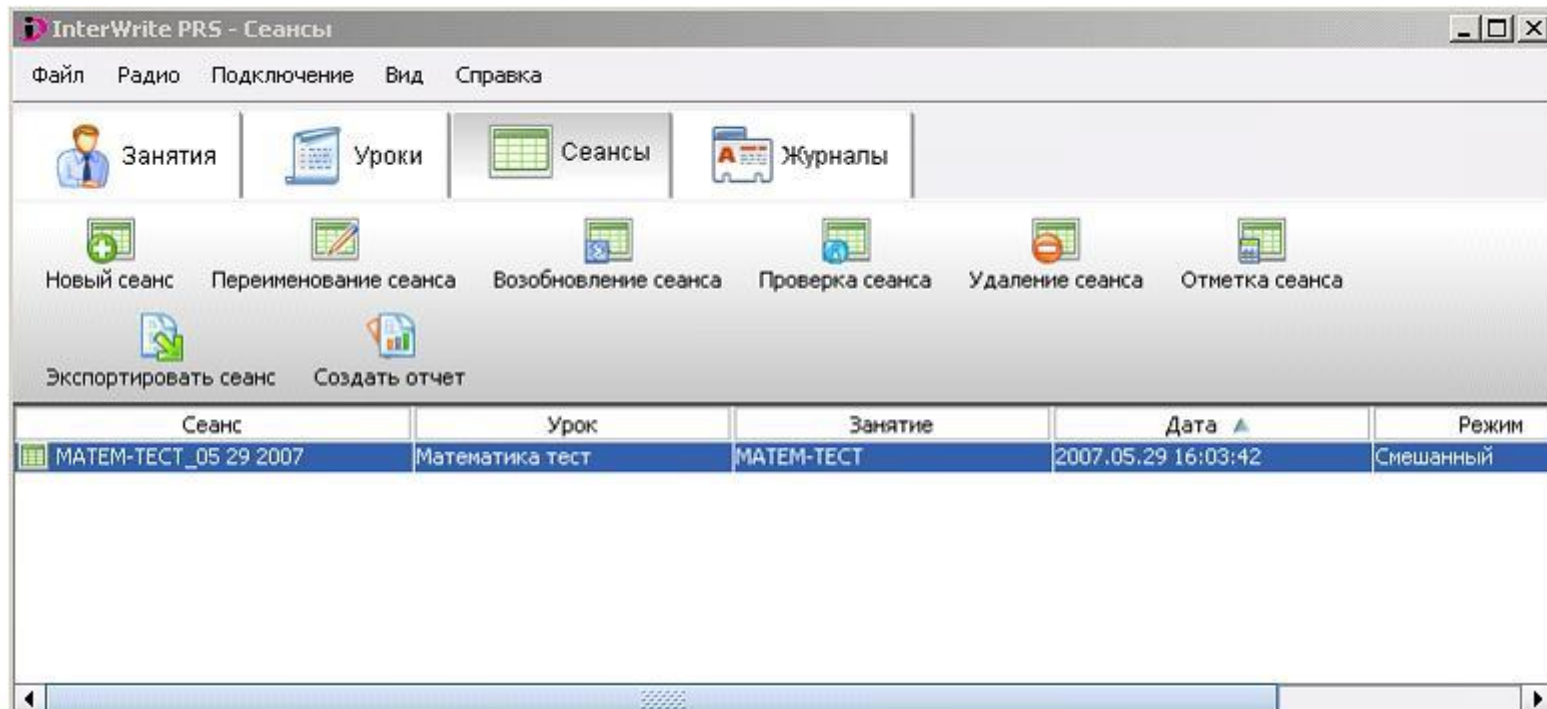 InterWrite PRS - Сеансы
Файл Радио Подключение Вид Справка
Занятия Уроки Сеансы Журналы
Новый сеанс Переименование сеанса Возобновление сеанса Проверка сеанса Удаление сеанса Отметка сеанса
Экспортировать сеанс Создать отчет
Сеанс Урок Занятие Дата Режим
МАТЕМ-ТЕСТ_05 29 2007 Математика тест МАТЕМ-ТЕСТ 2007.05.29 16:03:42 Смешанный